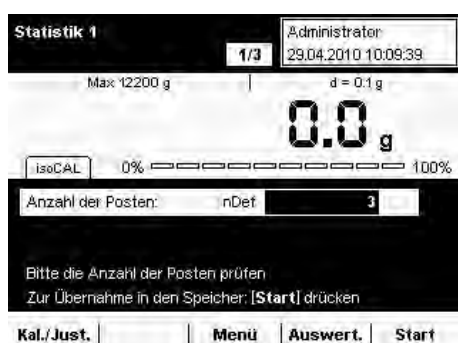 Statistik 1
1/3
Administrator
29.04.2010 10:09:39
Max 12200 g
d = 0.1 g
0.0 g
isoCAL 0% 100%
Anzahl der Posten: nDef 3
Bitte die Anzahl der Posten prüfen
Zur Übernahme in den Speicher: [Start] drücken
Kal./Just. Menü Auswert. Start